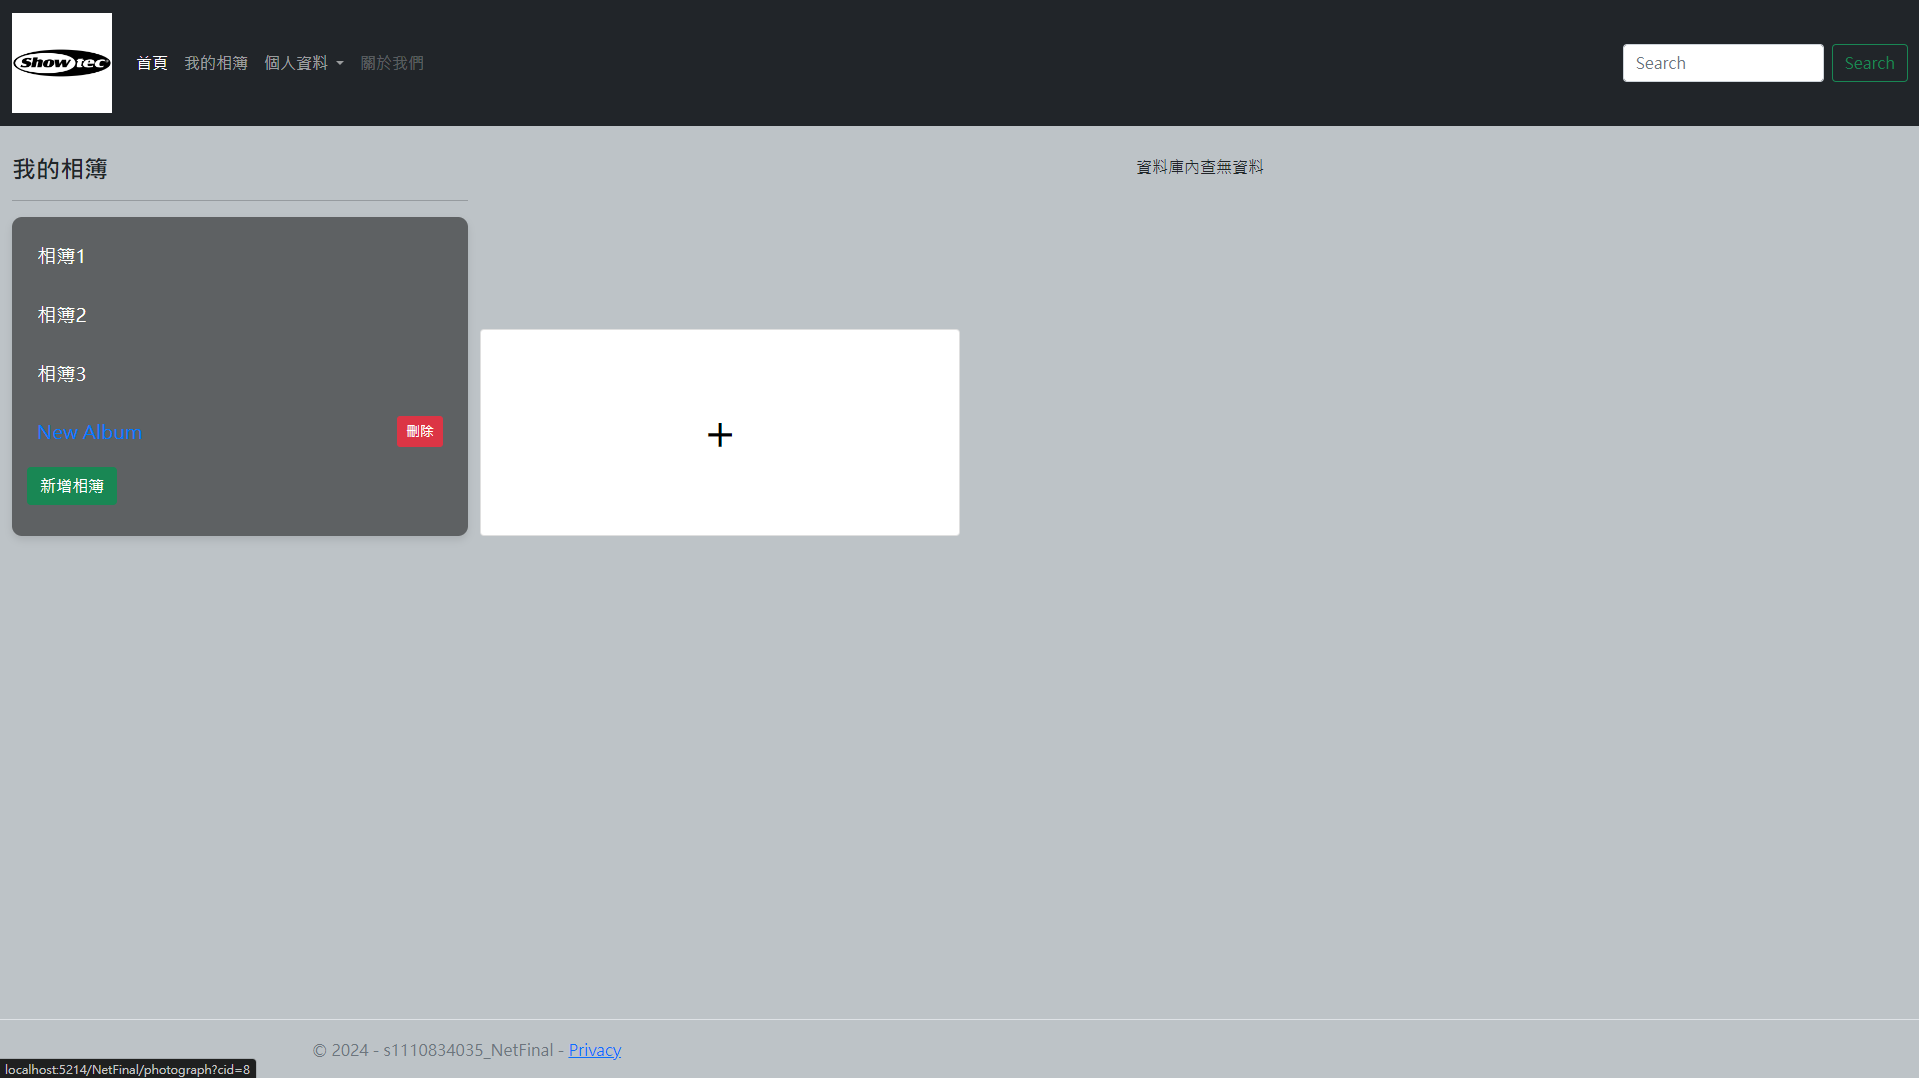 Showtec
首頁 我的相簿 個人資料 關於我們
Search
Search
我的相簿
相簿1
相簿2
相簿3
New Album
刪除
新增相簿
+
資料庫內查無資料
© 2024 - s1110834035_NetFinal - Privacy
localhost:5214/NetFinal/photograph?cid=8